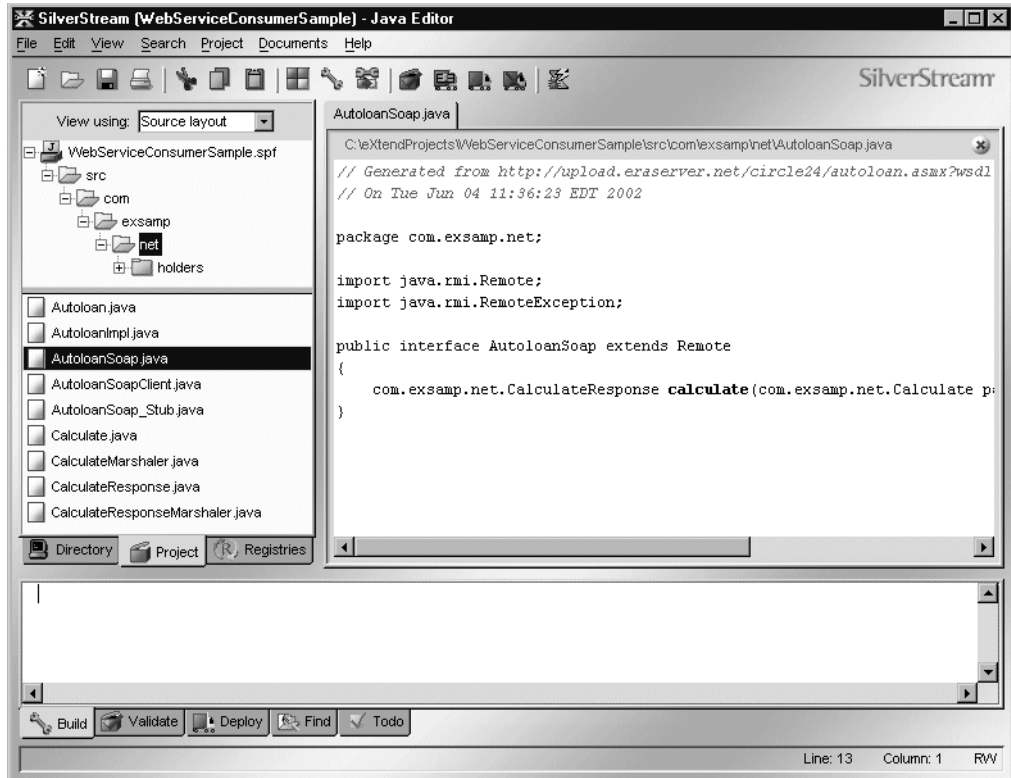 SilverStream (WebServiceConsumerSample) - Java Editor
File Edit View Search Project Documents Help
SilverStream
View using: Source layout
WebServiceConsumerSample.spf
src
com
exsamp
net
holders
Autoloan.java
AutoloanImpl.java
AutoloanSoap.java
AutoloanSoapClient.java
AutoloanSoap_Stub.java
Calculate.java
CalculateMarshaler.java
CalculateResponse.java
CalculateResponseMarshaler.java
Directory Project Registries
AutoloanSoap.java
C:\eXtendProjects\WebServiceConsumerSample\src\com\exsamp\net\AutoloanSoap.java
// Generated from http://upload.eraserver.net/circle24/autoloan.asmx?wsdl
// On Tue Jun 04 11:36:23 EDT 2002
package com.exsamp.net;
import java.rmi.Remote;
import java.rmi.RemoteException;
public interface AutoloanSoap extends Remote
{
com.exsamp.net.CalculateResponse calculate(com.exsamp.net.Calculate
}
Build Validate Deploy Find Todo
Line: 13 Column: 1 RW